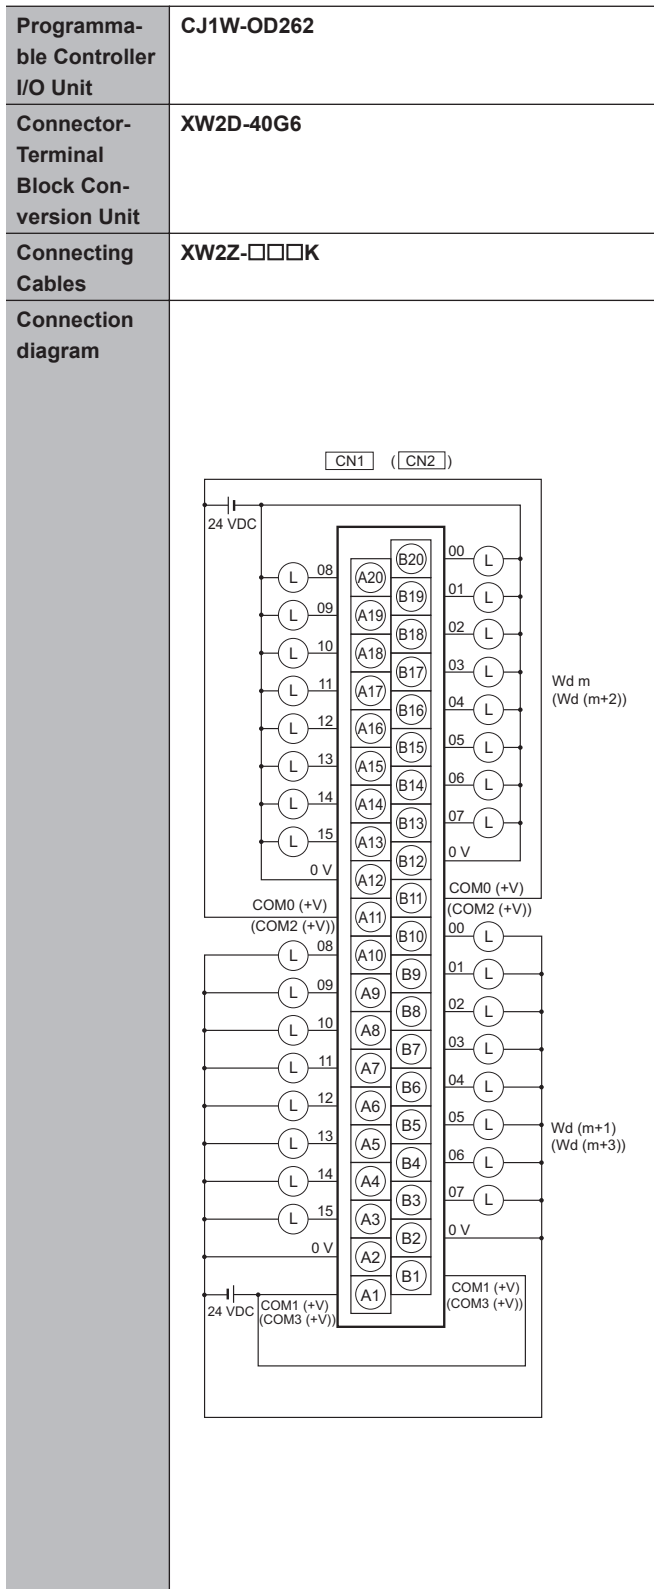 Programma-
ble Controller
I/O Unit
CJ1W-OD262
Connector-
Terminal
Block Con-
version Unit
XW2D-40G6
Connecting
Cables
XW2Z-□□□K
Connection
diagram
CN1 (CN2)
24 VDC
00 L
B20
L 08
A20
01 L
B19
L 09
A19
02 L
B18
L 10
A18
03 L
B17
L 11
A17
Wd m
(Wd (m+2))
04 L
B16
L 12
A16
05 L
B15
L 13
A15
06 L
B14
L 14
A14
07 L
B13
L 15
A13
0 V
B12
0 V
A12
COM0 (+V)
(COM2 (+V))
B11
COM0 (+V)
(COM2 (+V))
A11
00 L
B10
L 08
A10
01 L
B9
L 09
A9
02 L
B8
L 10
A8
03 L
B7
L 11
A7
04 L
B6
L 12
A6
05 L
B5
L 13
A5
Wd (m+1)
(Wd (m+3))
06 L
B4
L 14
A4
07 L
B3
L 15
A3
0 V
B2
0 V
A2
B1
COM1 (+V)
(COM3 (+V))
A1
24 VDC
COM1 (+V)
(COM3 (+V))